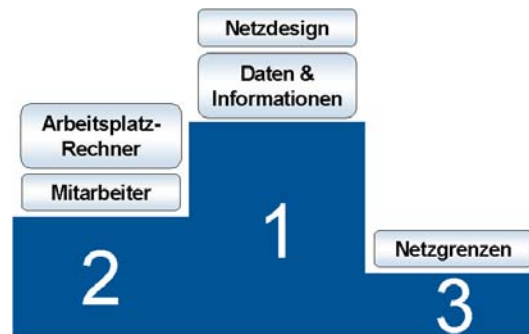 Netzdesign
Daten &
Informationen
1
Arbeitsplatz-
Rechner
Mitarbeiter
2
Netzgrenzen
3